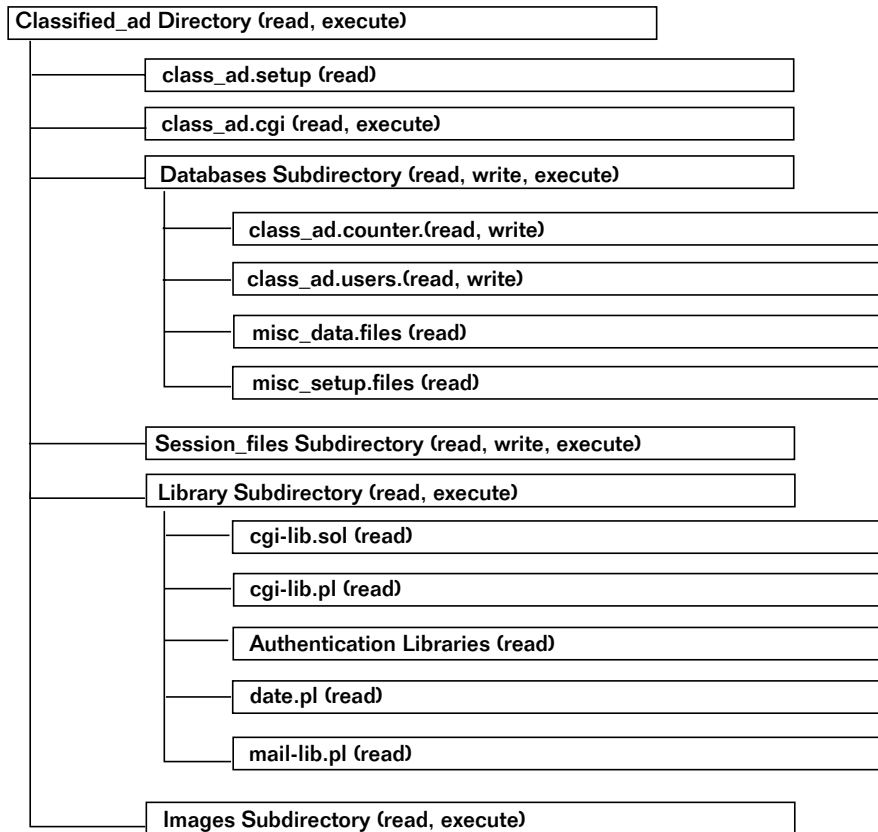 Classified_ad Directory (read, execute)
class_ad.setup (read)
class_ad.cgi (read, execute)
Databases Subdirectory (read, write, execute)
class_ad.counter.(read, write)
class_ad.users.(read, write)
misc_data.files (read)
misc_setup.files (read)
Session_files Subdirectory (read, write, execute)
Library Subdirectory (read, execute)
cgi-lib.sol (read)
cgi-lib.pl (read)
Authentication Libraries (read)
date.pl (read)
mail-lib.pl (read)
Images Subdirectory (read, execute)